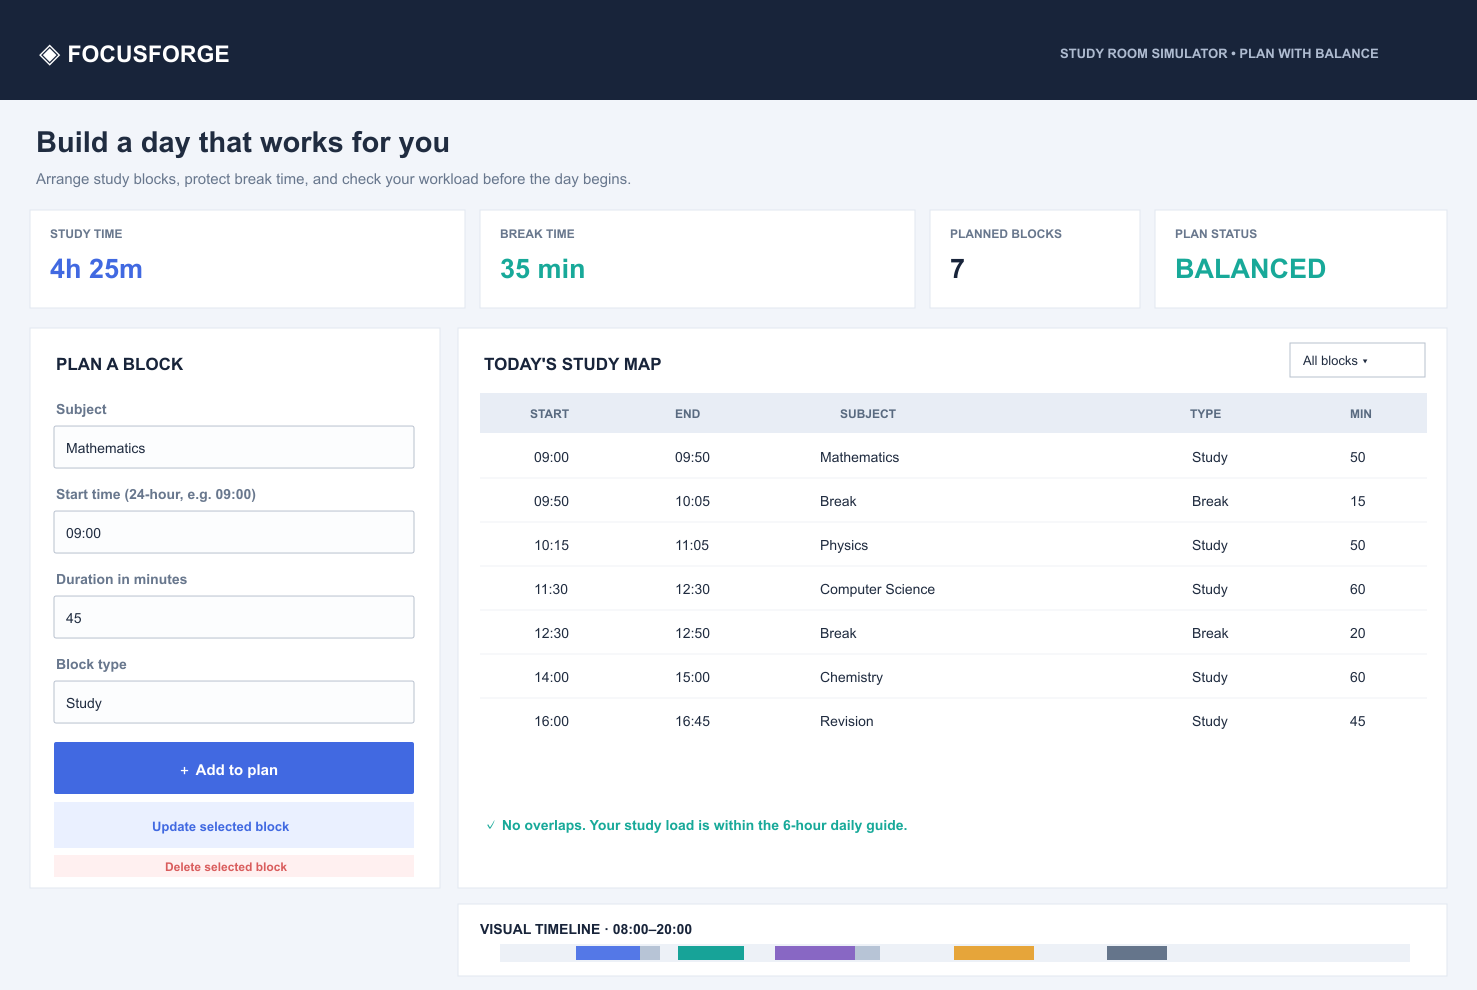 ◈ FOCUSFORGE
STUDY ROOM SIMULATOR • PLAN WITH BALANCE
Build a day that works for you
Arrange study blocks, protect break time, and check your workload before the day begins.
STUDY TIME
4h 25m
BREAK TIME
35 min
PLANNED BLOCKS
7
PLAN STATUS
BALANCED
PLAN A BLOCK
Subject
Mathematics
Start time (24-hour, e.g. 09:00)
09:00
Duration in minutes
45
Block type
Study
+ Add to plan
Update selected block
Delete selected block
TODAY'S STUDY MAP
All blocks ▾
START END SUBJECT TYPE MIN
09:00 09:50 Mathematics Study 50
09:50 10:05 Break Break 15
10:15 11:05 Physics Study 50
11:30 12:30 Computer Science Study 60
12:30 12:50 Break Break 20
14:00 15:00 Chemistry Study 60
16:00 16:45 Revision Study 45
✓ No overlaps. Your study load is within the 6-hour daily guide.
VISUAL TIMELINE · 08:00–20:00